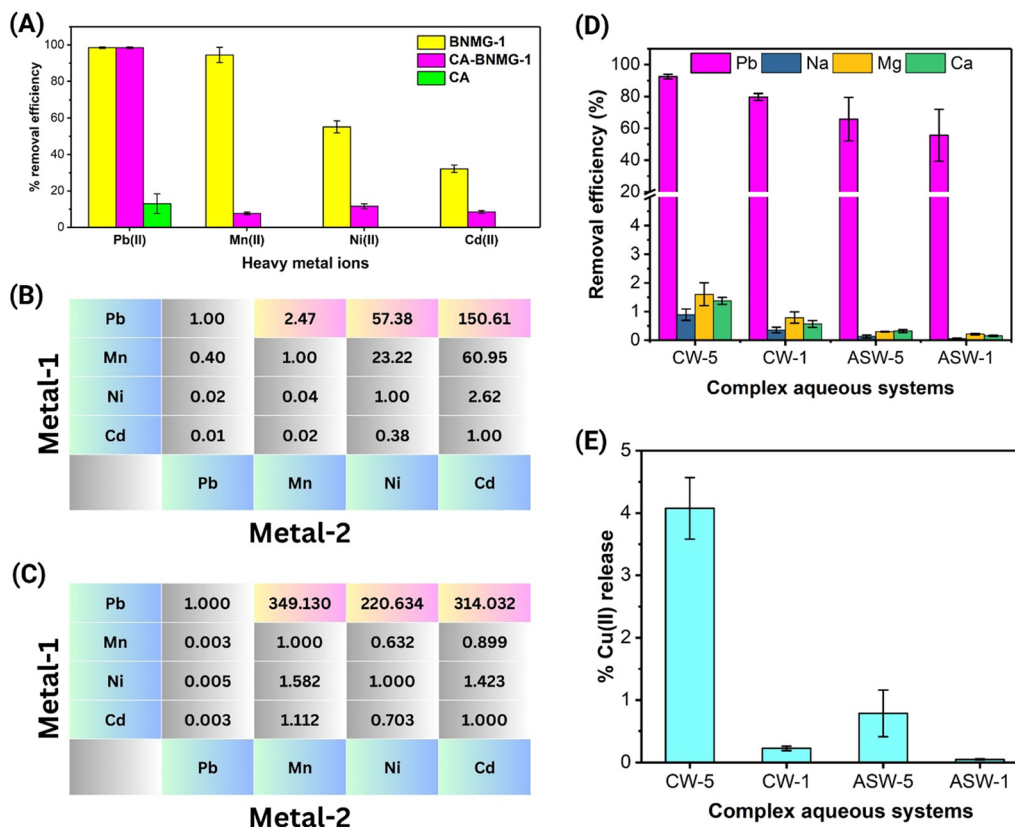 (A)
100
80
60
40
20
0
% removal efficiency
BNMG-1
CA-BNMG-1
CA
Pb(II) Mn(II) Ni(II) Cd(II)
Heavy metal ions
(B)
Metal-1
Pb 1.00 2.47 57.38 150.61
Mn 0.40 1.00 23.22 60.95
Ni 0.02 0.04 1.00 2.62
Cd 0.01 0.02 0.38 1.00
Pb Mn Ni Cd
Metal-2
(C)
Metal-1
Pb 1.000 349.130 220.634 314.032
Mn 0.003 1.000 0.632 0.899
Ni 0.005 1.582 1.000 1.423
Cd 0.003 1.112 0.703 1.000
Pb Mn Ni Cd
Metal-2
(D)
Pb Na Mg Ca
100
80
60
40
20
5
4
3
2
1
0
Removal efficiency (%)
CW-5 CW-1 ASW-5 ASW-1
Complex aqueous systems
(E)
5
4
3
2
1
0
% Cu(II) release
CW-5 CW-1 ASW-5 ASW-1
Complex aqueous systems